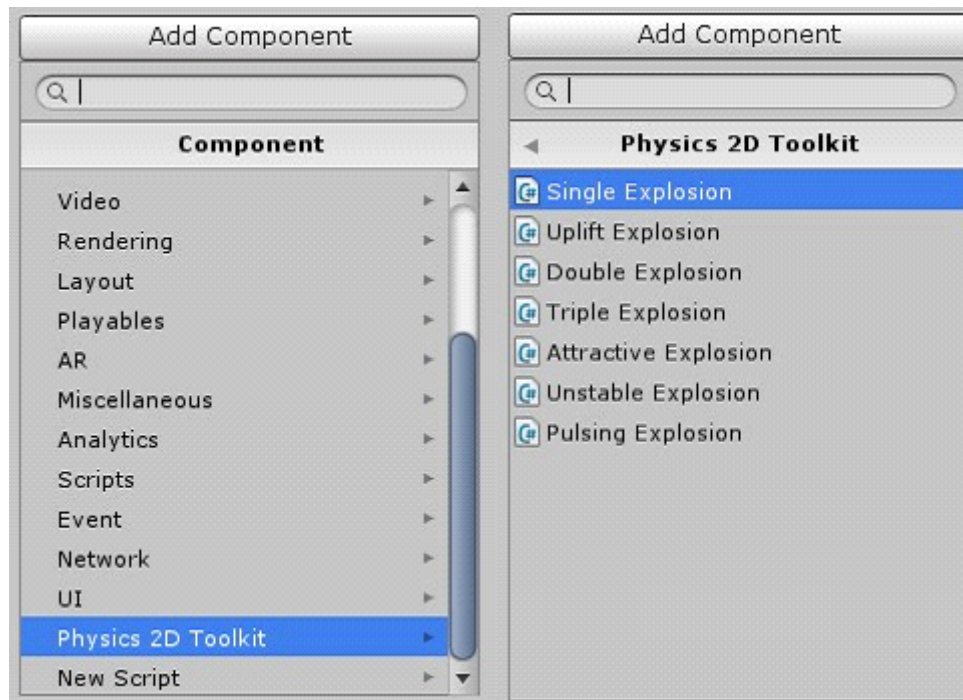 Add Component
Component
Video
Rendering
Layout
Playables
AR
Miscellaneous
Analytics
Scripts
Event
Network
UI
Physics 2D Toolkit
New Script
Add Component
Physics 2D Toolkit
C# Single Explosion
C# Uplift Explosion
C# Double Explosion
C# Triple Explosion
C# Attractive Explosion
C# Unstable Explosion
C# Pulsing Explosion